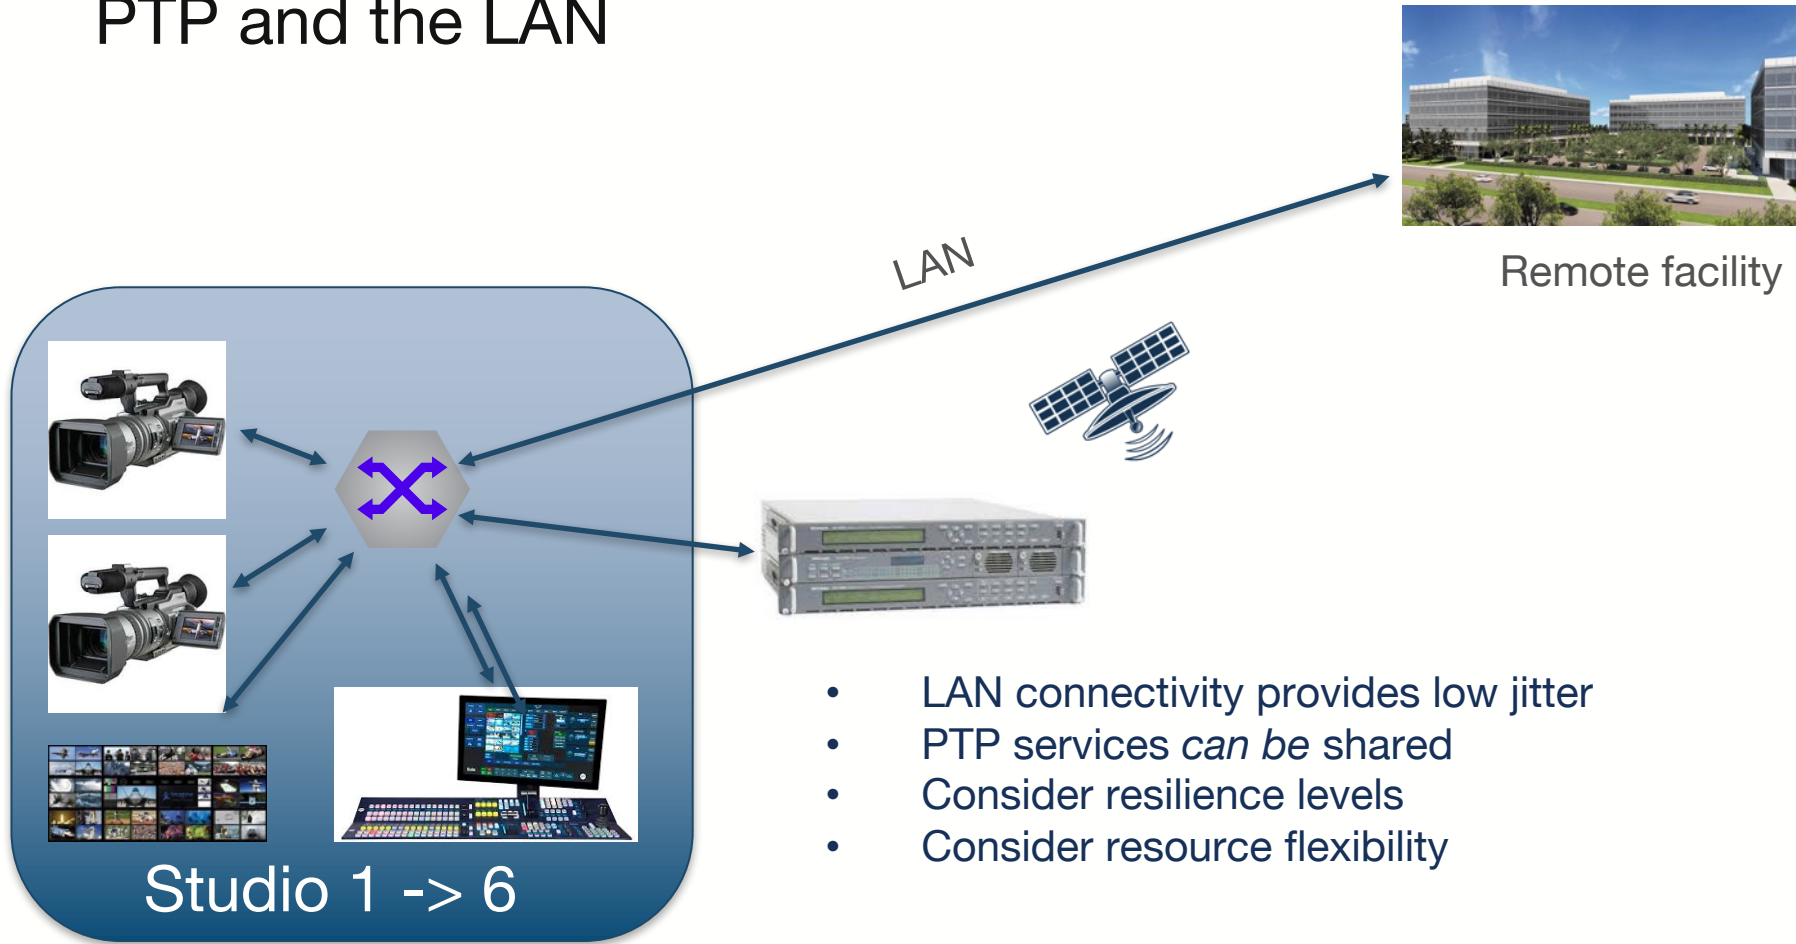 PTP and the LAN
LAN
Remote facility
• LAN connectivity provides low jitter
• PTP services can be shared
• Consider resilience levels
• Consider resource flexibility
Studio 1 -> 6